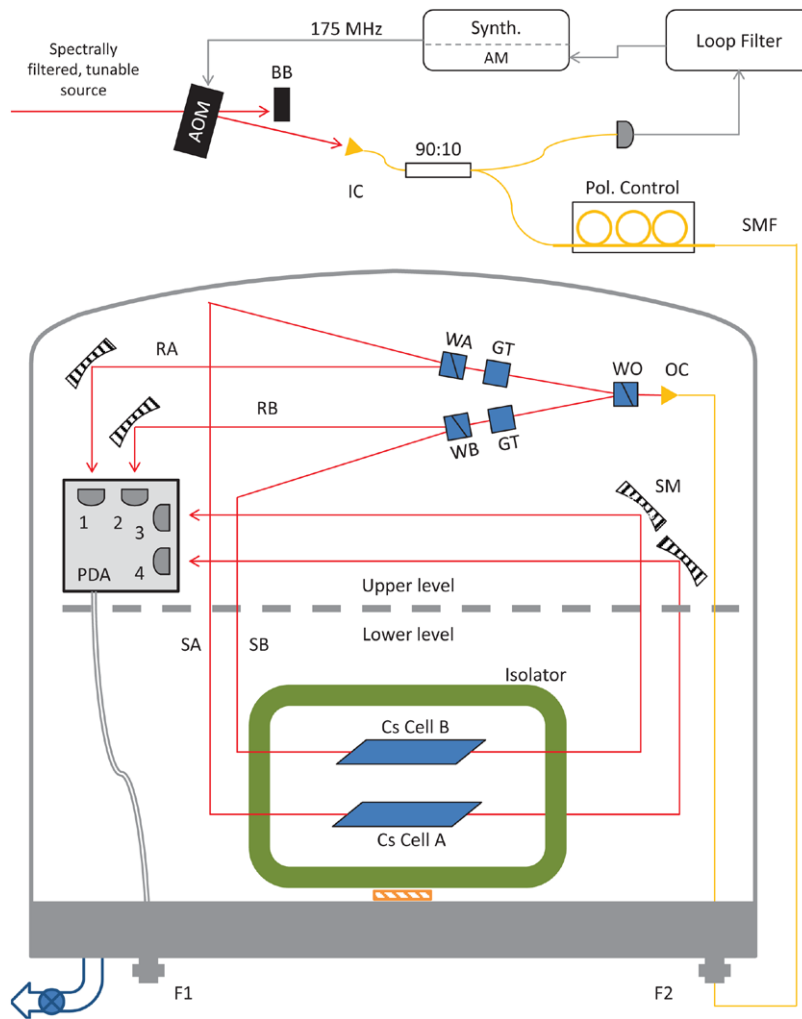 Spectrally
filtered, tunable
source
175 MHz
Synth.
AM
Loop Filter
BB
AOM
IC
90:10
Pol. Control
SMF
RA
RB
WA
GT
WO
OC
WB
GT
SM
1
2
3
4
PDA
Upper level
Lower level
SA
SB
Isolator
Cs Cell B
Cs Cell A
F1
F2